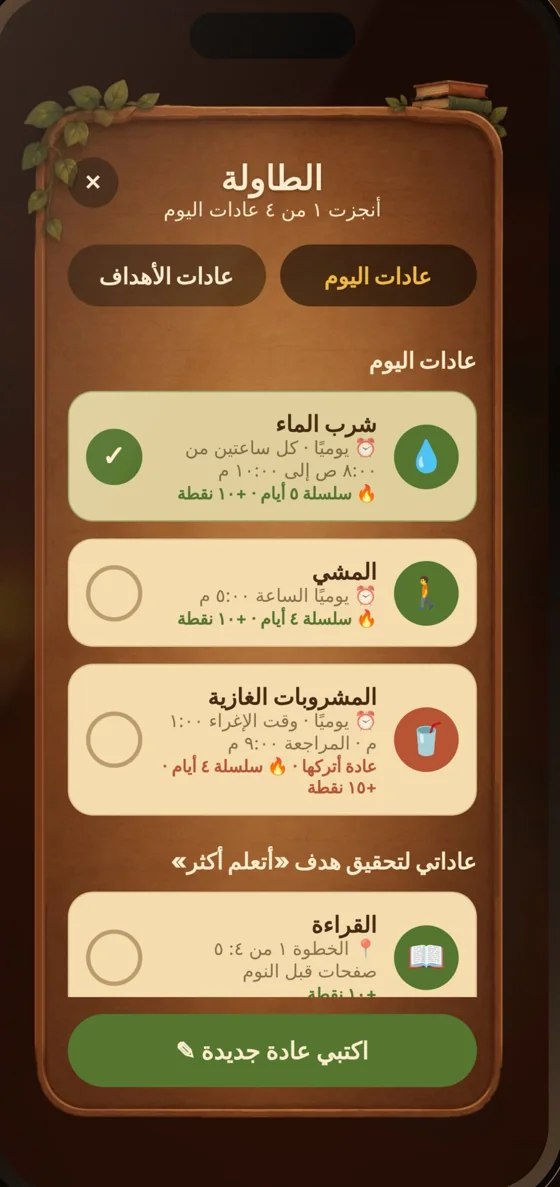 الطاولة
أنجزت ١ من ٤ عادات اليوم
عادات اليوم
عادات الأهداف
عادات اليوم
شرب الماء
⏰ يوميًا · كل ساعتين من
٨:٠٠ ص إلى ١٠:٠٠ م
🔥 سلسلة ٥ أيام · +١٠ نقطة
المشي
⏰ يوميًا الساعة ٥:٠٠ م
🔥 سلسلة ٤ أيام · +١٠ نقطة
المشروبات الغازية
⏰ يوميًا · وقت الإغراء ١:٠٠
م · المراجعة ٩:٠٠ م
عادة أتركها · 🔥 سلسلة ٤ أيام ·
+١٥ نقطة
عاداتي لتحقيق هدف «أتعلم أكثر»
القراءة
📍 الخطوة ١ من ٤: ٥
صفحات قبل النوم
+١٠ نقطة
اكتبي عادة جديدة ✎